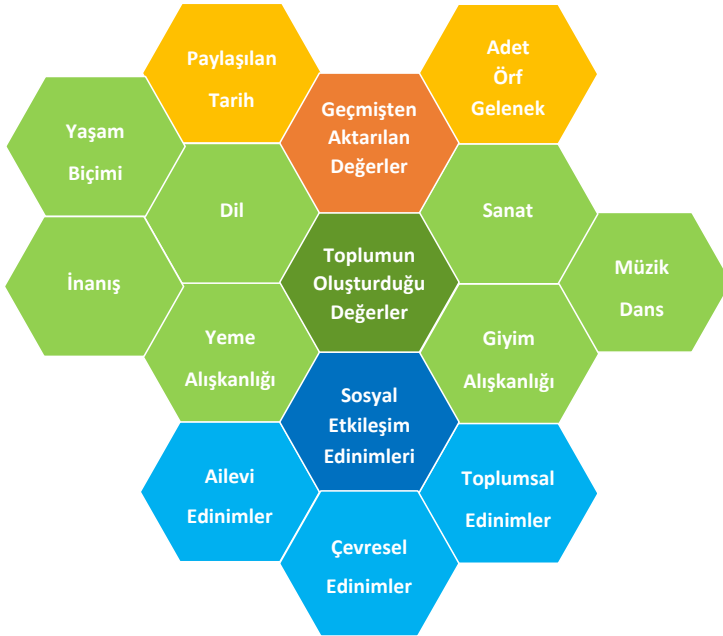 Paylaşılan
Tarih
Adet
Örf
Gelenek
Geçmişten
Aktarılan
Değerler
Yaşam
Biçimi
Dil
Sanat
Toplumun
Oluşturduğu
Değerler
İnanış
Müzik
Dans
Yeme
Alışkanlığı
Giyim
Alışkanlığı
Sosyal
Etkileşim
Edinimleri
Ailevi
Edinimler
Toplumsal
Edinimler
Çevresel
Edinimler